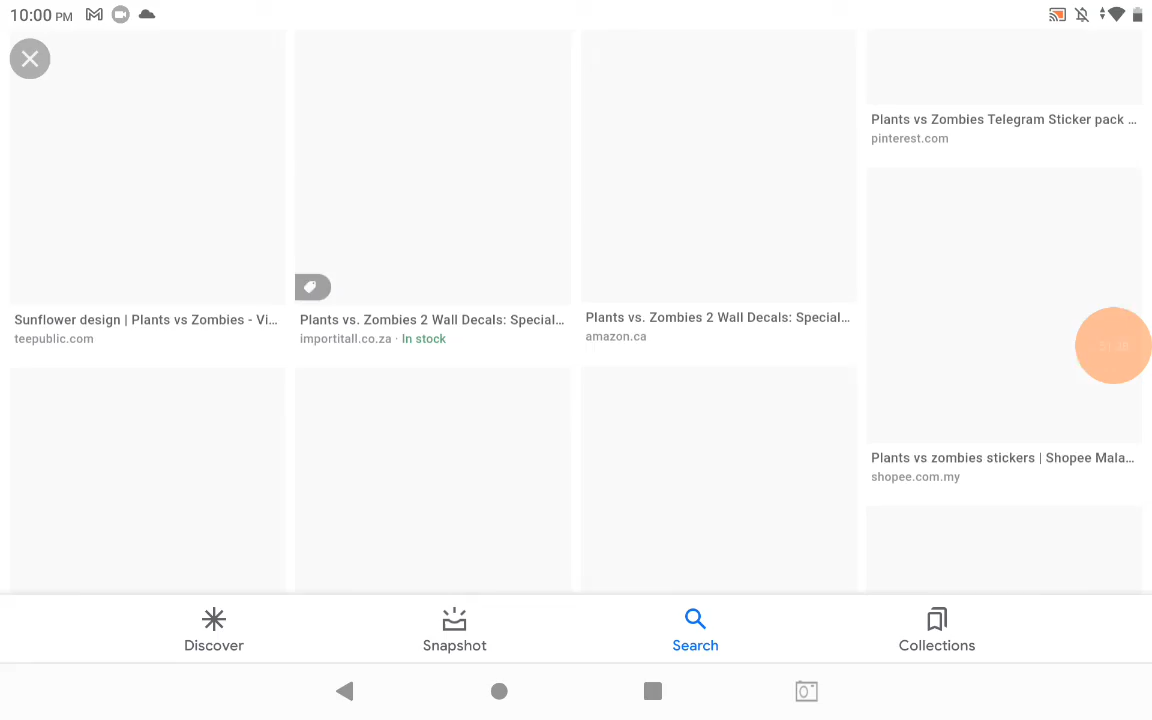 10:00 PM
Plants vs Zombies Telegram Sticker pack ...
pinterest.com
Sunflower design | Plants vs Zombies - Vi...
teepublic.com
Plants vs. Zombies 2 Wall Decals: Special...
importitall.co.za · In stock
Plants vs. Zombies 2 Wall Decals: Special...
amazon.ca
Plants vs zombies stickers | Shopee Mala...
shopee.com.my
Discover
Snapshot
Search
Collections